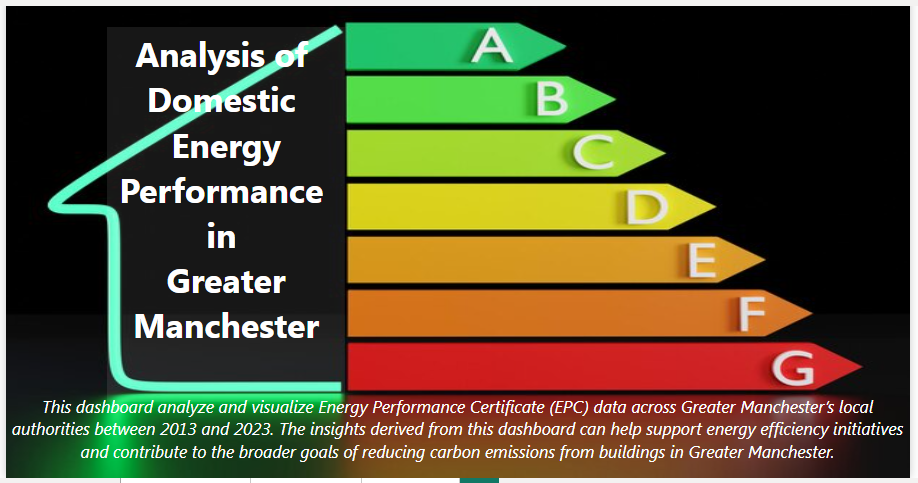 Analysis of
Domestic
Energy
Performance
in
Greater
Manchester
A
B
C
D
E
F
G
This dashboard analyze and visualize Energy Performance Certificate (EPC) data across Greater Manchester's local
authorities between 2013 and 2023. The insights derived from this dashboard can help support energy efficiency initiatives
and contribute to the broader goals of reducing carbon emissions from buildings in Greater Manchester.